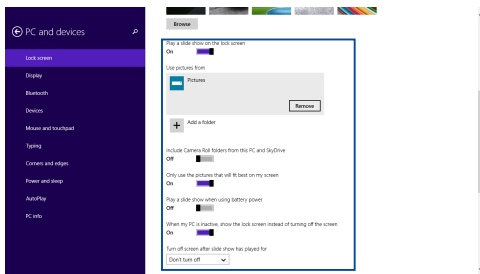 PC and devices
Lock screen
Display
Bluetooth
Devices
Mouse and touchpad
Typing
Corners and edges
Power and sleep
AutoPlay
PC info
Browse
Play a slide show on the lock screen
On
Use pictures from
Pictures
Remove
Add a folder
Include Camera Roll folders from this PC and SkyDrive
Off
Only use the pictures that will fit best on my screen
On
Play a slide show when using battery power
Off
When my PC is inactive, show the lock screen instead of turning off the screen
On
Turn off screen after slide show has played for
Don't turn off